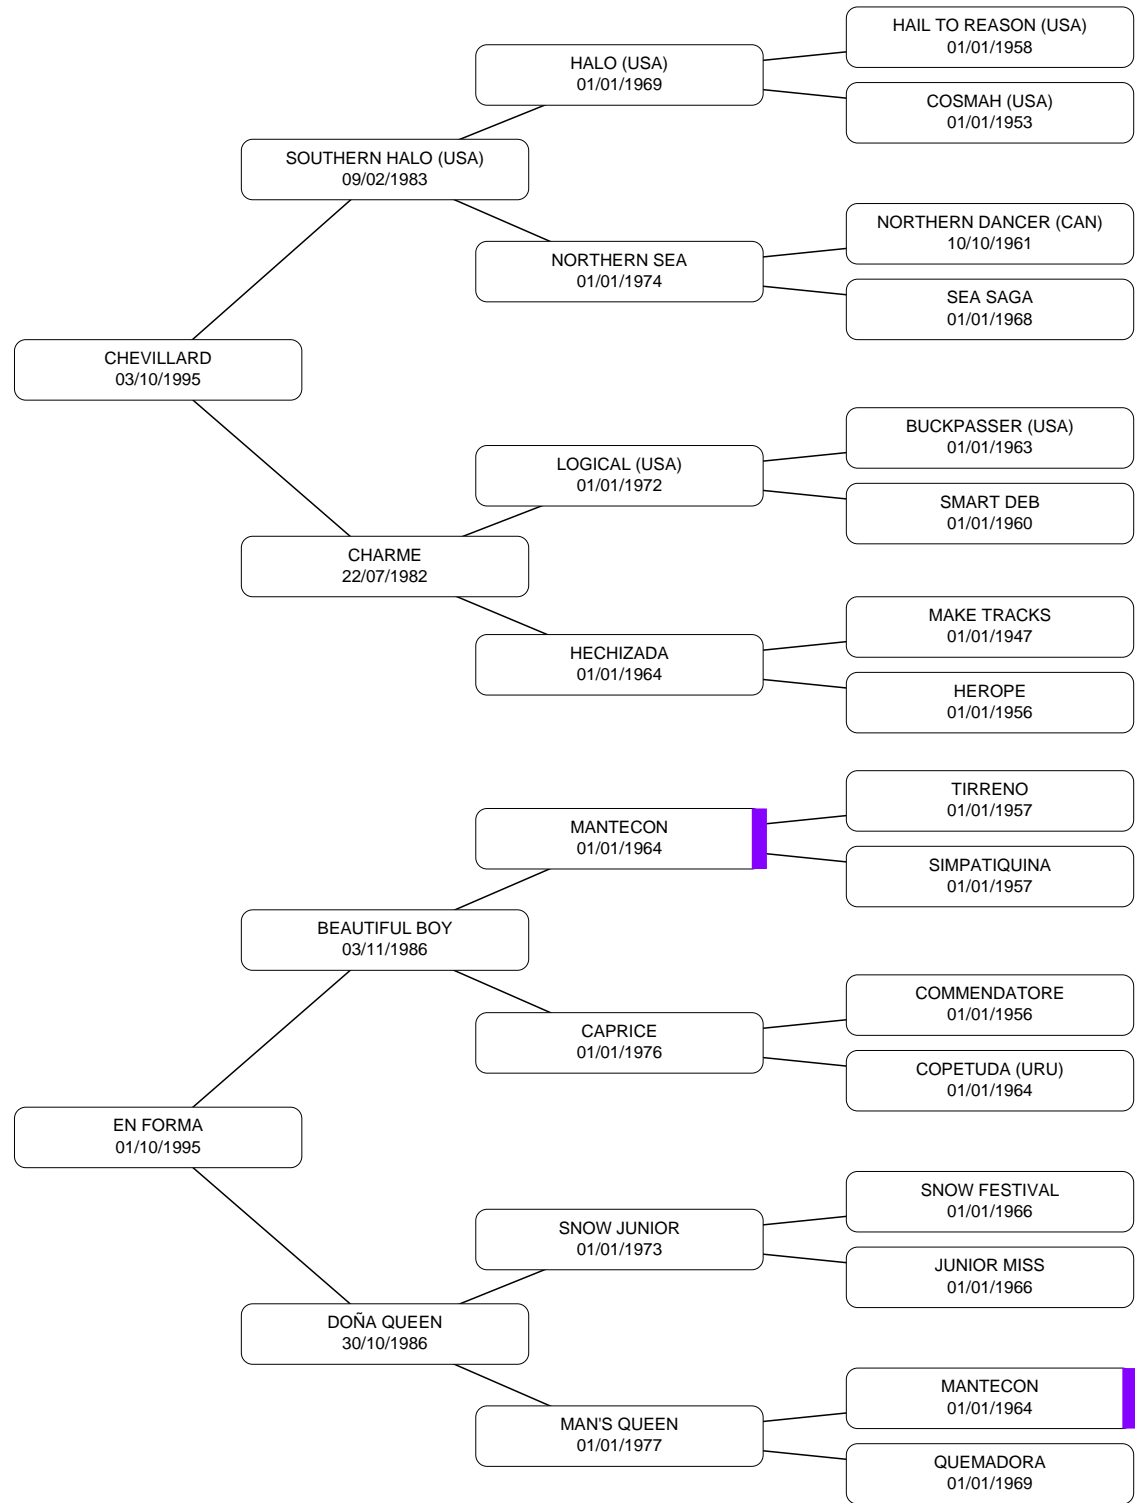 HAIL TO REASON (USA)
01/01/1958
HALO (USA)
01/01/1969
COSMAH (USA)
01/01/1953
SOUTHERN HALO (USA)
09/02/1983
NORTHERN DANCER (CAN)
10/10/1961
NORTHERN SEA
01/01/1974
SEA SAGA
01/01/1968
CHEVILLARD
03/10/1995
BUCKPASSER (USA)
01/01/1963
LOGICAL (USA)
01/01/1972
SMART DEB
01/01/1960
CHARME
22/07/1982
MAKE TRACKS
01/01/1947
HECHIZADA
01/01/1964
HEROPE
01/01/1956
TIRRENO
01/01/1957
MANTECON
01/01/1964
SIMPATIQUINA
01/01/1957
BEAUTIFUL BOY
03/11/1986
COMMENDATORE
01/01/1956
CAPRICE
01/01/1976
COPETUDA (URU)
01/01/1964
EN FORMA
01/10/1995
SNOW FESTIVAL
01/01/1966
SNOW JUNIOR
01/01/1973
JUNIOR MISS
01/01/1966
DOÑA QUEEN
30/10/1986
MANTECON
01/01/1964
MAN'S QUEEN
01/01/1977
QUEMADORA
01/01/1969